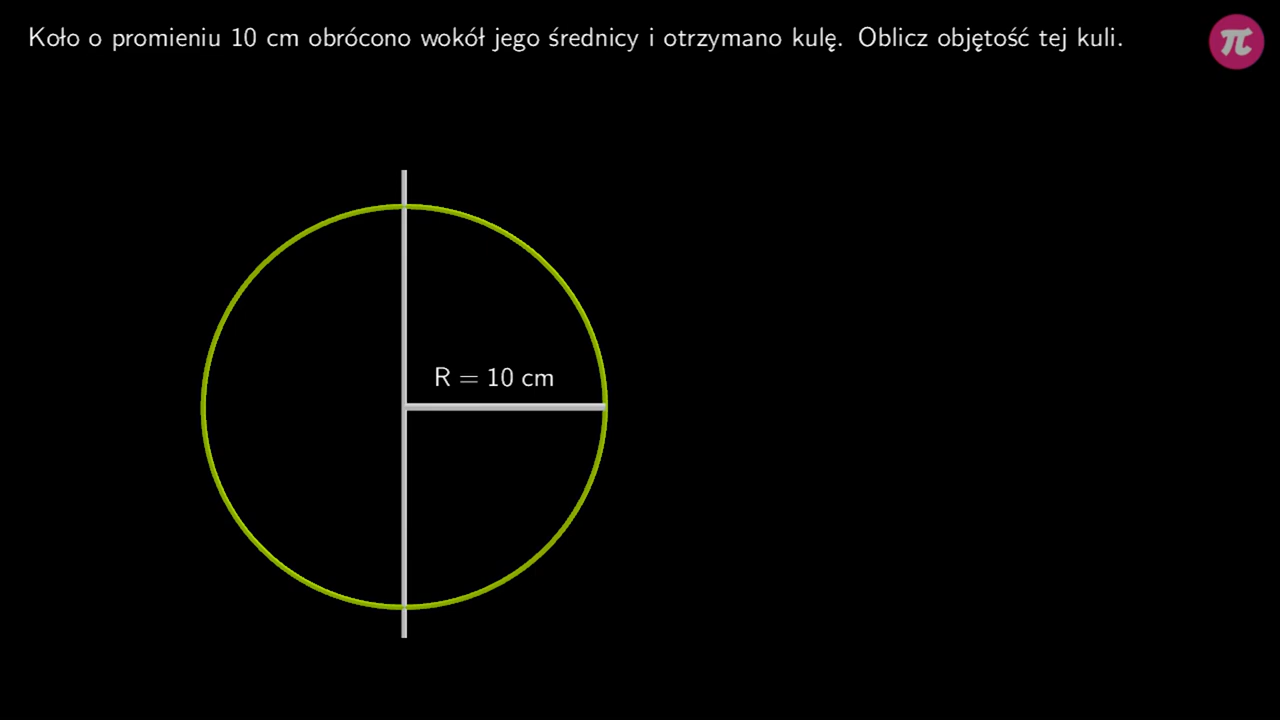 Koło o promieniu 10 cm obrócono wokół jego średnicy i otrzymano kulę. Oblicz objętość tej kuli.
π
R = 10 cm